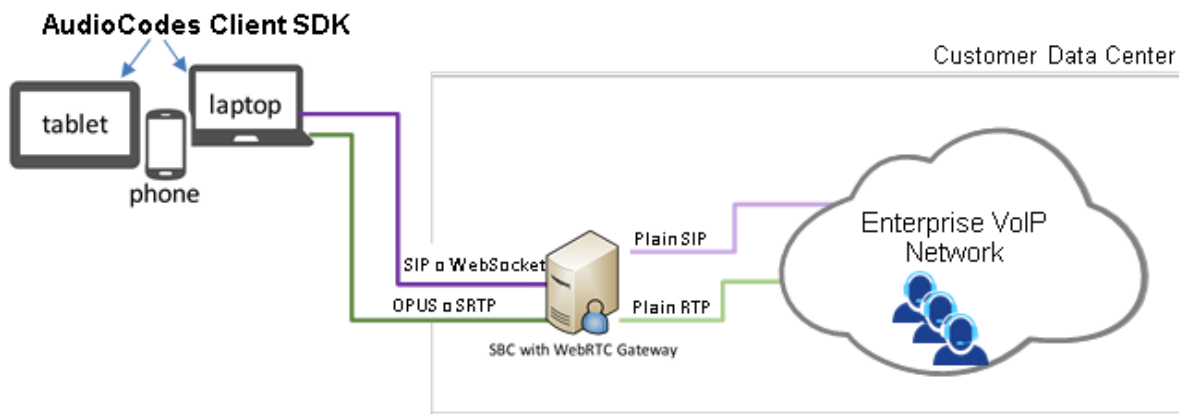 AudioCodes Client SDK
Customer Data Center
tablet
laptop
phone
Enterprise VoIP
Network
Plain SIP
SIP o WebSocket
OPUS o SRTP
Plain RTP
SBC with WebRTC Gateway